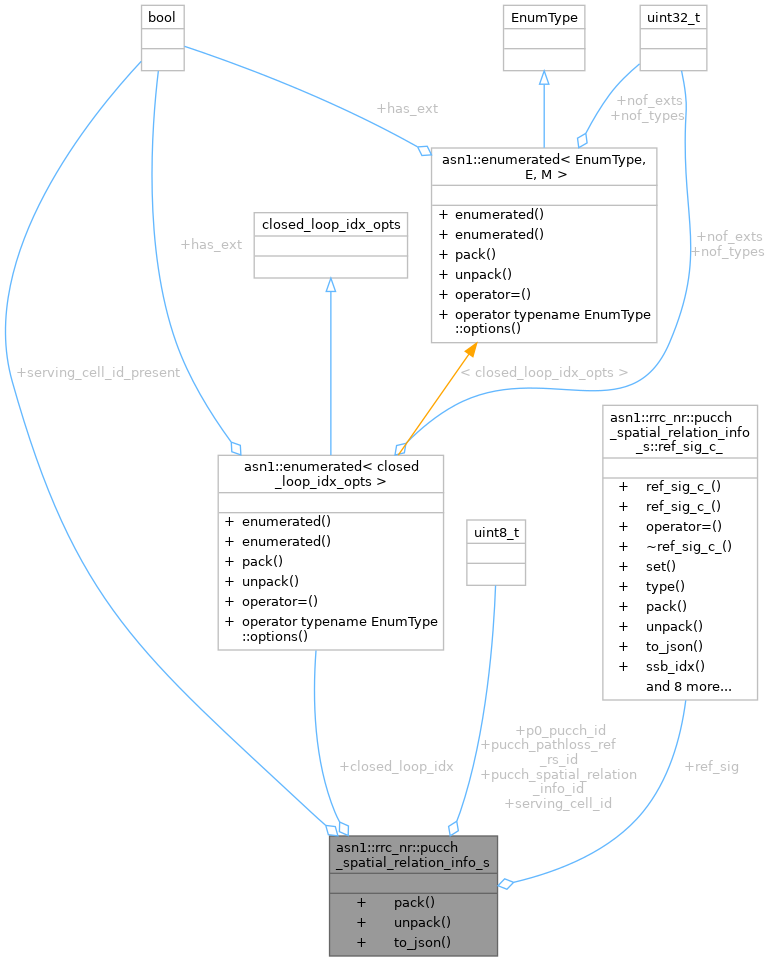 bool
EnumType
uint32_t
+has_ext
+nof_exts
+nof_types
asn1::enumerated< EnumType,
E, M >
+ enumerated()
+ enumerated()
+ pack()
+ unpack()
+ operator=()
+ operator typename EnumType
::options()
closed_loop_idx_opts
+has_ext
+nof_exts
+nof_types
+serving_cell_id_present
< closed_loop_idx_opts >
asn1::rrc_nr::pucch
_spatial_relation_info
_s::ref_sig_c_
+ ref_sig_c_()
+ ref_sig_c_()
+ operator=()
+ ~ref_sig_c_()
+ set()
+ type()
+ pack()
+ unpack()
+ to_json()
+ ssb_idx()
and 8 more...
asn1::enumerated< closed
_loop_idx_opts >
+ enumerated()
+ enumerated()
+ pack()
+ unpack()
+ operator=()
+ operator typename EnumType
::options()
uint8_t
+closed_loop_idx
+p0_pucch_id
+pucch_pathloss_ref
_rs_id
+pucch_spatial_relation
_info_id
+serving_cell_id
+ref_sig
asn1::rrc_nr::pucch
_spatial_relation_info_s
+ pack()
+ unpack()
+ to_json()